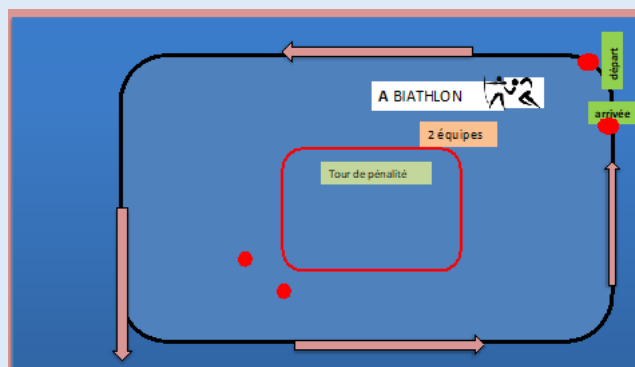 départ
A BIATHLON
arrivée
2 équipes
Tour de pénalité